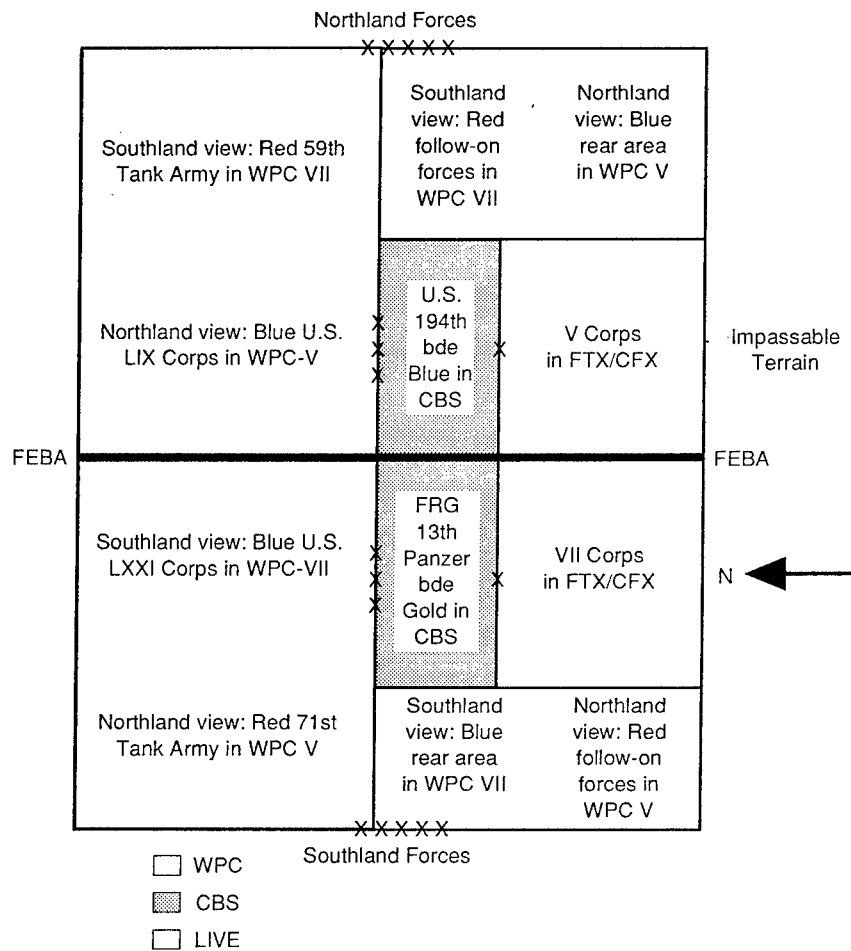 Northland Forces
X X X X X
Southland view: Red 59th
Tank Army in WPC VII
Southland
view: Red
follow-on
forces in
WPC VII
Northland
view: Blue
rear area
in WPC V
Northland view: Blue U.S.
LIX Corps in WPC-V
X
X
X
U.S.
194th
bde
Blue in
CBS
X
V Corps
in FTX/CFX
Impassable
Terrain
FEBA
FEBA
Southland view: Blue U.S.
LXXI Corps in WPC-VII
X
X
X
FRG
13th
Panzer
bde
Gold in
CBS
X
VII Corps
in FTX/CFX
N
Northland view: Red 71st
Tank Army in WPC V
Southland
view: Blue
rear area
in WPC VII
Northland
view: Red
follow-on
forces in
WPC V
X X X X X
Southland Forces
WPC
CBS
LIVE